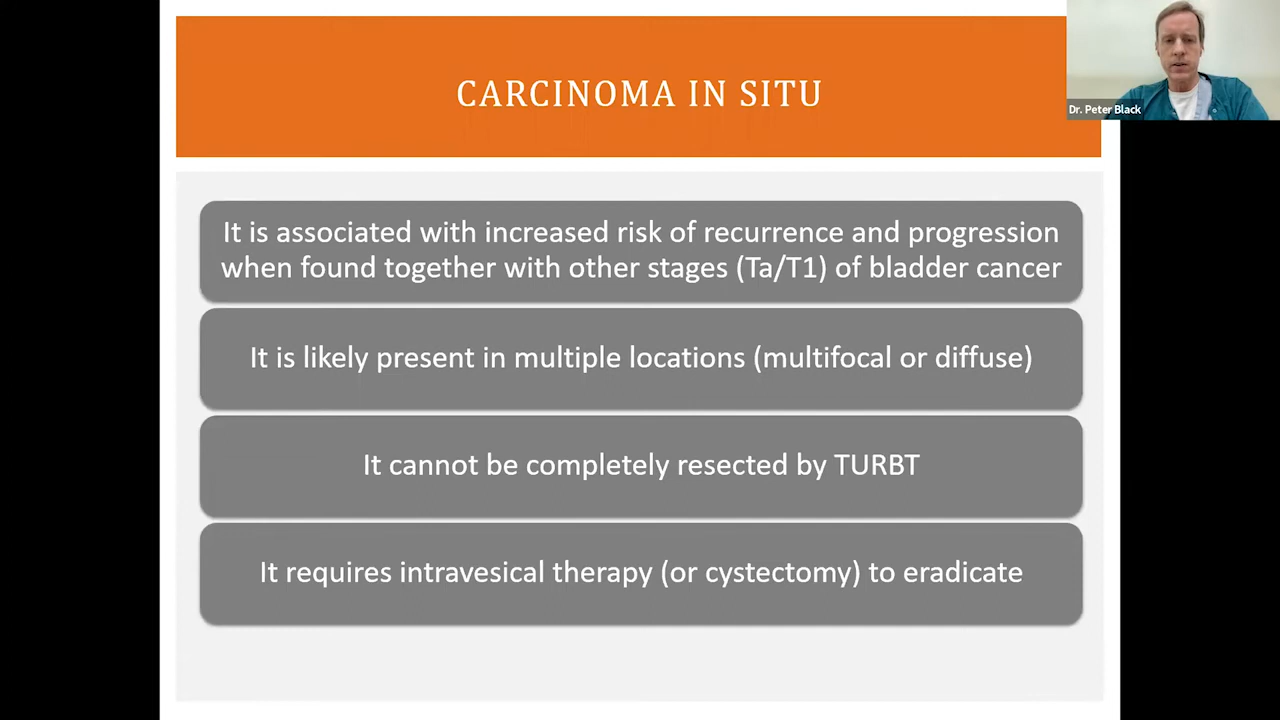 CARCINOMA IN SITU
Dr. Peter Black
It is associated with increased risk of recurrence and progression
when found together with other stages (Ta/T1) of bladder cancer
It is likely present in multiple locations (multifocal or diffuse)
It cannot be completely resected by TURBT
It requires intravesical therapy (or cystectomy) to eradicate